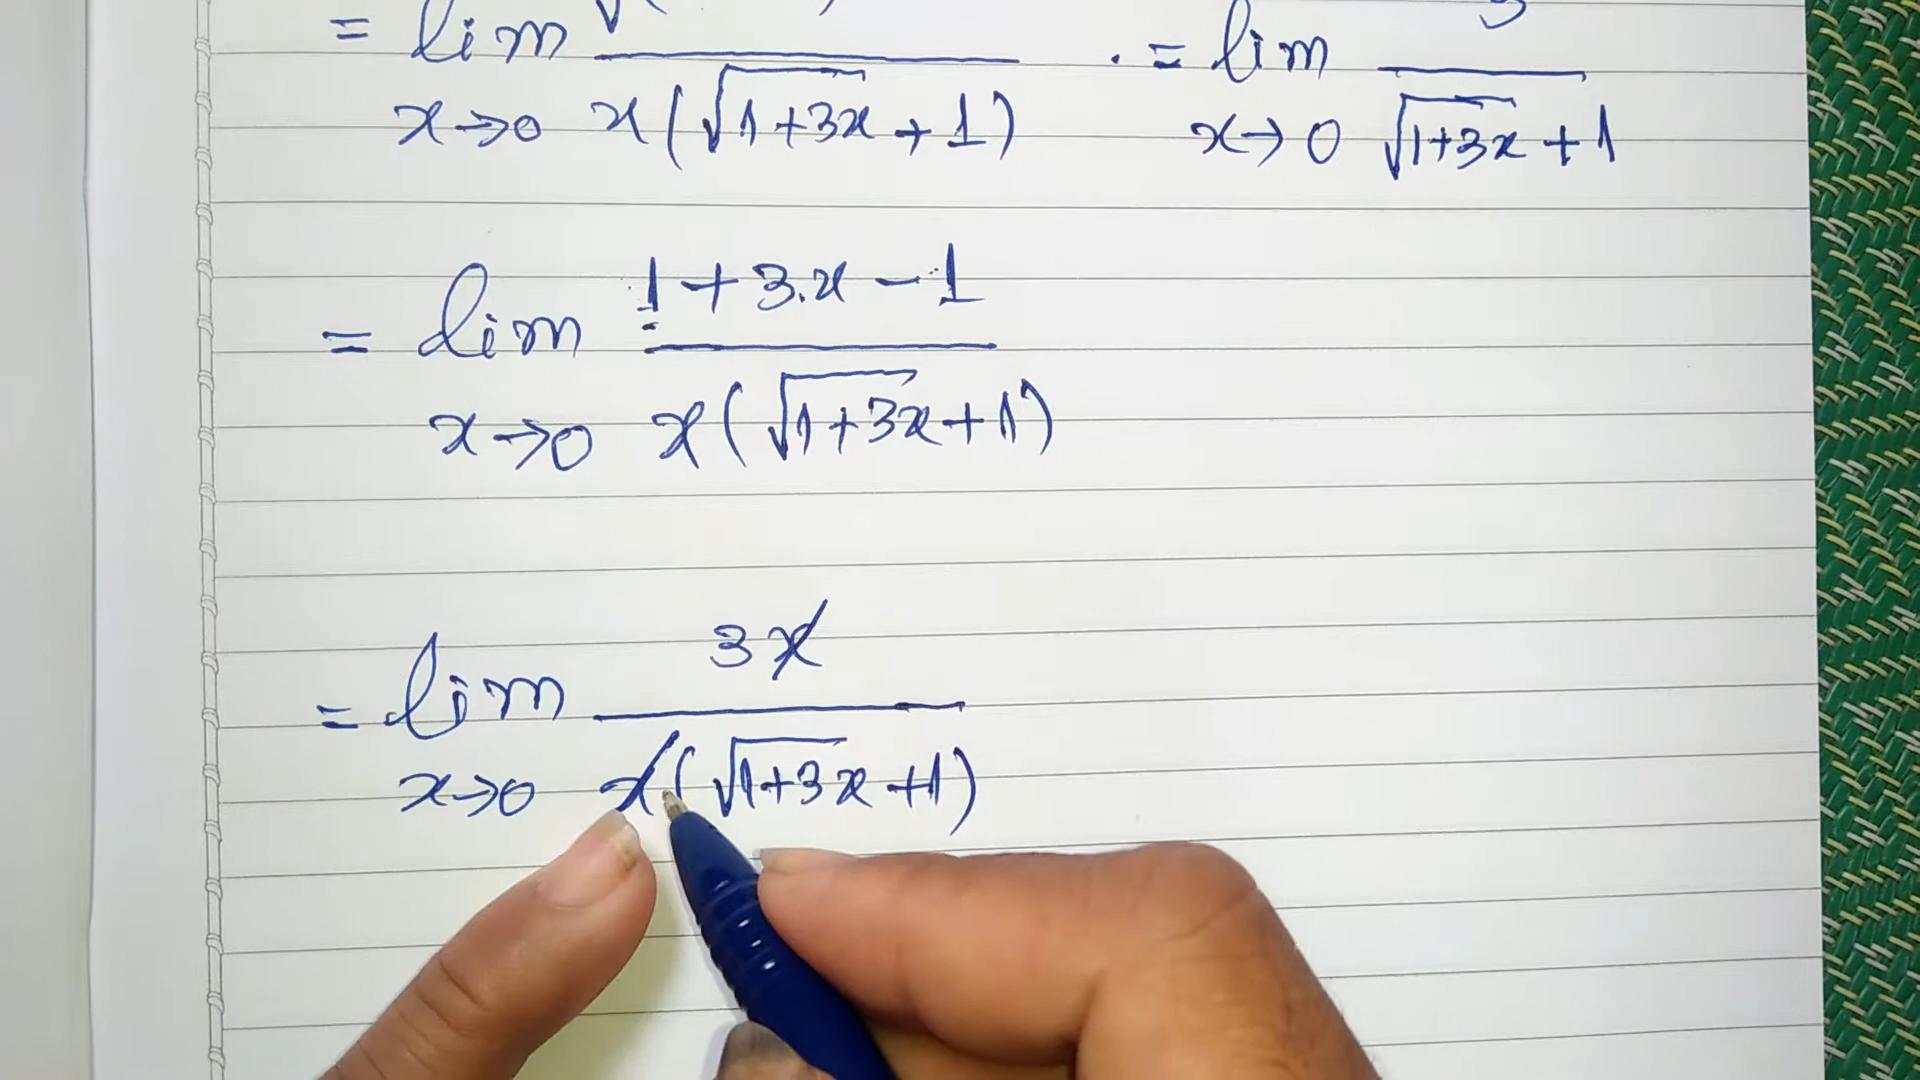 = lim
x→0 x(√1+3x + 1)
= lim 1+3.x−1
x→0 x(√1+3x+1)
= lim 3x
x→0 x(√1+3x+1)
.= lim 3
x→0 √1+3x+1